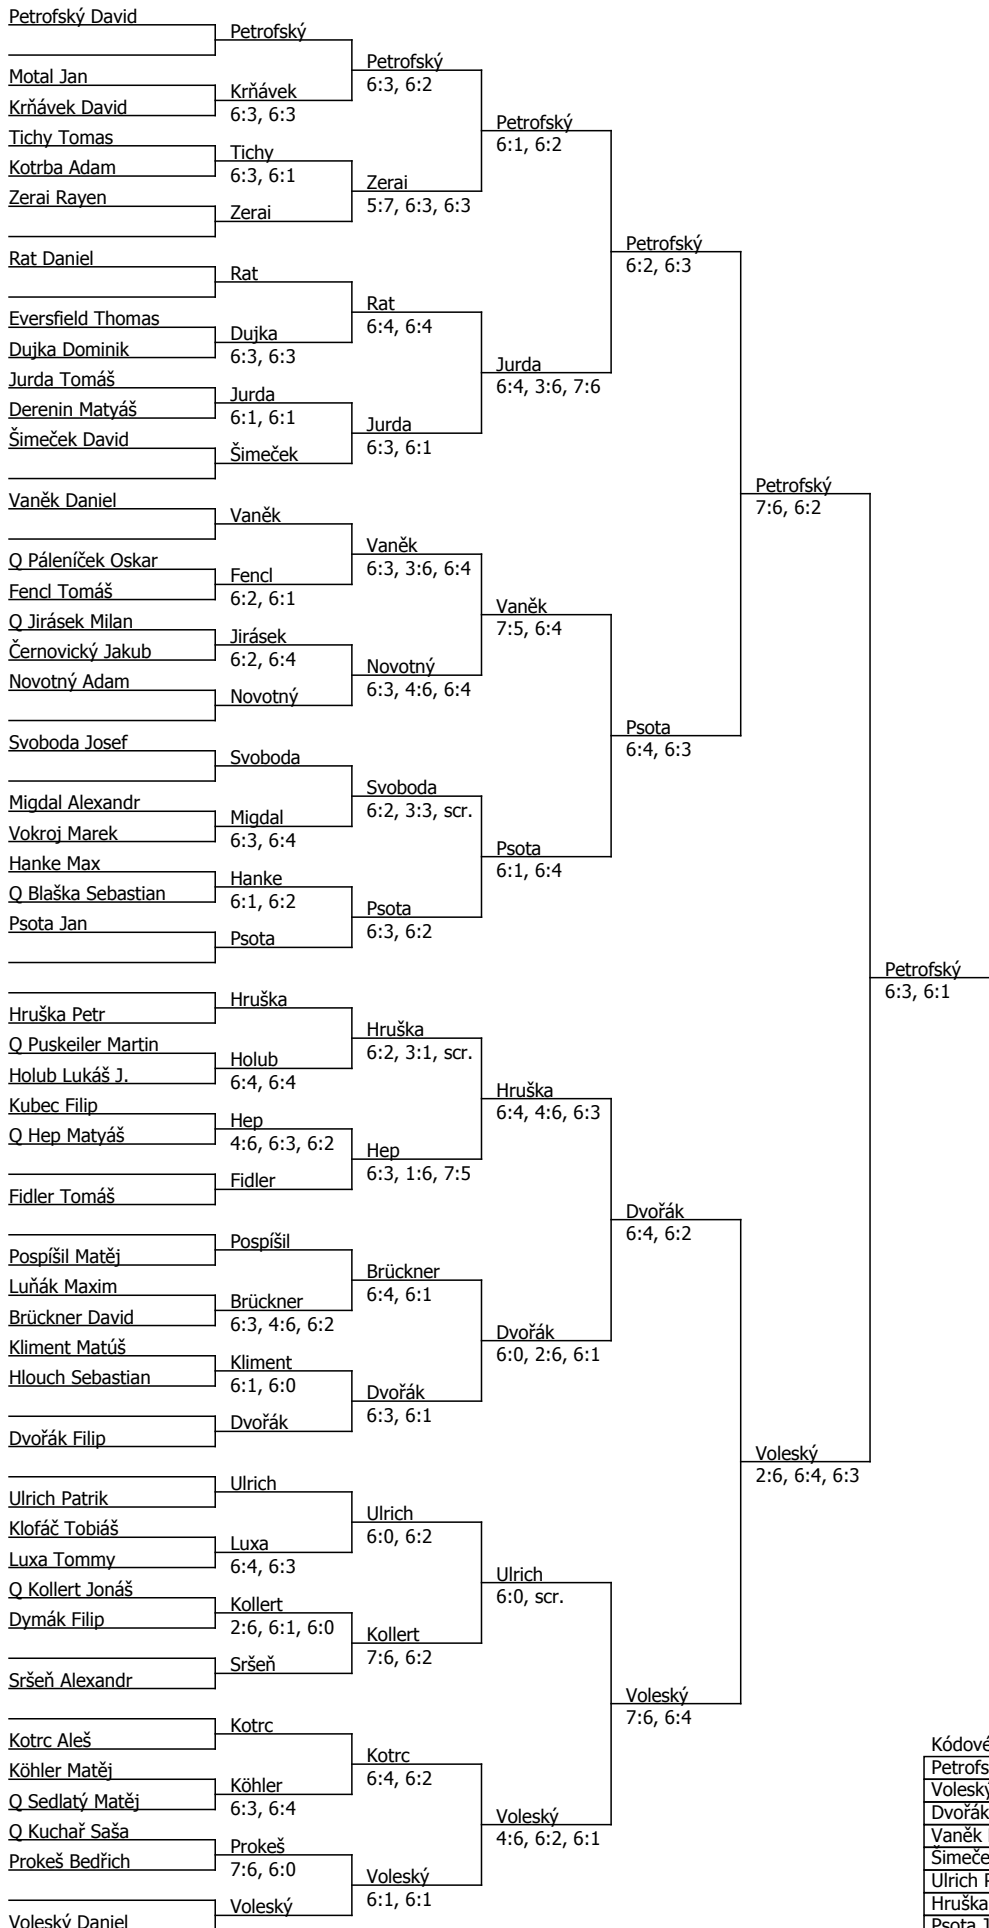 Petrofský David
Motal Jan
Krňávek David
Tichy Tomas
Kotrba Adam
Zerai Rayen
Rat Daniel
Eversfield Thomas
Dujka Dominik
Jurda Tomáš
Derenin Matyáš
Šimeček David
Vaněk Daniel
Q Páleníček Oskar
Fencl Tomáš
Q Jirásek Milan
Černovický Jakub
Novotný Adam
Svoboda Josef
Migdal Alexandr
Vokroj Marek
Hanke Max
Q Blaška Sebastian
Psota Jan
Hruška Petr
Q Puskeiler Martin
Holub Lukáš J.
Kubec Filip
Q Hep Matyáš
Fidler Tomáš
Pospíšil Matěj
Luňák Maxim
Brückner David
Kliment Matúš
Hlouch Sebastian
Dvořák Filip
Ulrich Patrik
Klofáč Tobiáš
Luxa Tommy
Q Kollert Jonáš
Dymák Filip
Sršeň Alexandr
Kotrc Aleš
Köhler Matěj
Q Sedlatý Matěj
Q Kuchař Saša
Prokeš Bedřich
Voleský Daniel
Petrofský
Krňávek
6:3, 6:3
Tichy
6:3, 6:1
Zerai
Rat
Dujka
6:3, 6:3
Jurda
6:1, 6:1
Šimeček
Vaněk
Fencl
6:2, 6:1
Jirásek
6:2, 6:4
Novotný
Svoboda
Migdal
6:3, 6:4
Hanke
6:1, 6:2
Psota
Hruška
Holub
6:4, 6:4
Hep
4:6, 6:3, 6:2
Fidler
Pospíšil
Brückner
6:3, 4:6, 6:2
Kliment
6:1, 6:0
Dvořák
Ulrich
Luxa
6:4, 6:3
Kollert
2:6, 6:1, 6:0
Sršeň
Kotrc
Köhler
6:3, 6:4
Prokeš
7:6, 6:0
Voleský
Petrofský
6:3, 6:2
Zerai
5:7, 6:3, 6:3
Rat
6:4, 6:4
Jurda
6:3, 6:1
Vaněk
6:3, 3:6, 6:4
Novotný
6:3, 4:6, 6:4
Svoboda
6:2, 3:3, scr.
Psota
6:3, 6:2
Hruška
6:2, 3:1, scr.
Hep
6:3, 1:6, 7:5
Brückner
6:4, 6:1
Dvořák
6:3, 6:1
Ulrich
6:0, 6:2
Kollert
7:6, 6:2
Kotrc
6:4, 6:2
Voleský
6:1, 6:1
Petrofský
6:1, 6:2
Jurda
6:4, 3:6, 7:6
Vaněk
7:5, 6:4
Psota
6:1, 6:4
Hruška
6:4, 4:6, 6:3
Dvořák
6:0, 2:6, 6:1
Ulrich
6:0, scr.
Voleský
4:6, 6:2, 6:1
Petrofský
6:2, 6:3
Psota
6:4, 6:3
Dvořák
6:4, 6:2
Voleský
7:6, 6:4
Petrofský
7:6, 6:2
Voleský
2:6, 6:4, 6:3
Petrofský
6:3, 6:1
Kódové
Petrofs
Voleský
Dvořák
Vaněk
Šimeče
Ulrich P
Hruška
Psota J